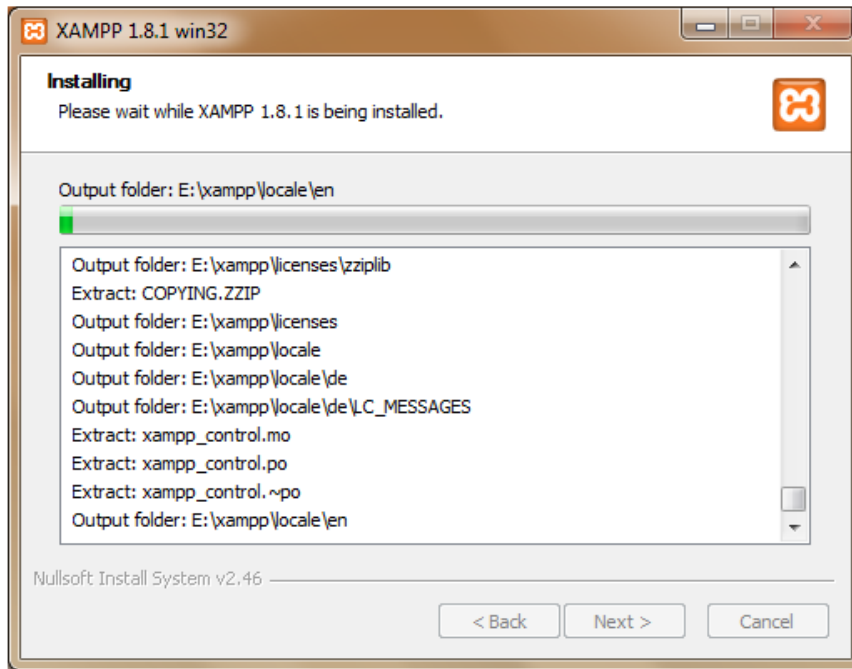 XAMPP 1.8.1 win32
Installing
Please wait while XAMPP 1.8.1 is being installed.
Output folder: E:\xampp\locale\en
Output folder: E:\xampp\licenses\zziplib
Extract: COPYING.ZZIP
Output folder: E:\xampp\licenses
Output folder: E:\xampp\locale
Output folder: E:\xampp\locale\de
Output folder: E:\xampp\locale\de\LC_MESSAGES
Extract: xampp_control.mo
Extract: xampp_control.po
Extract: xampp_control.~po
Output folder: E:\xampp\locale\en
Nullsoft Install System v2.46
< Back Next > Cancel